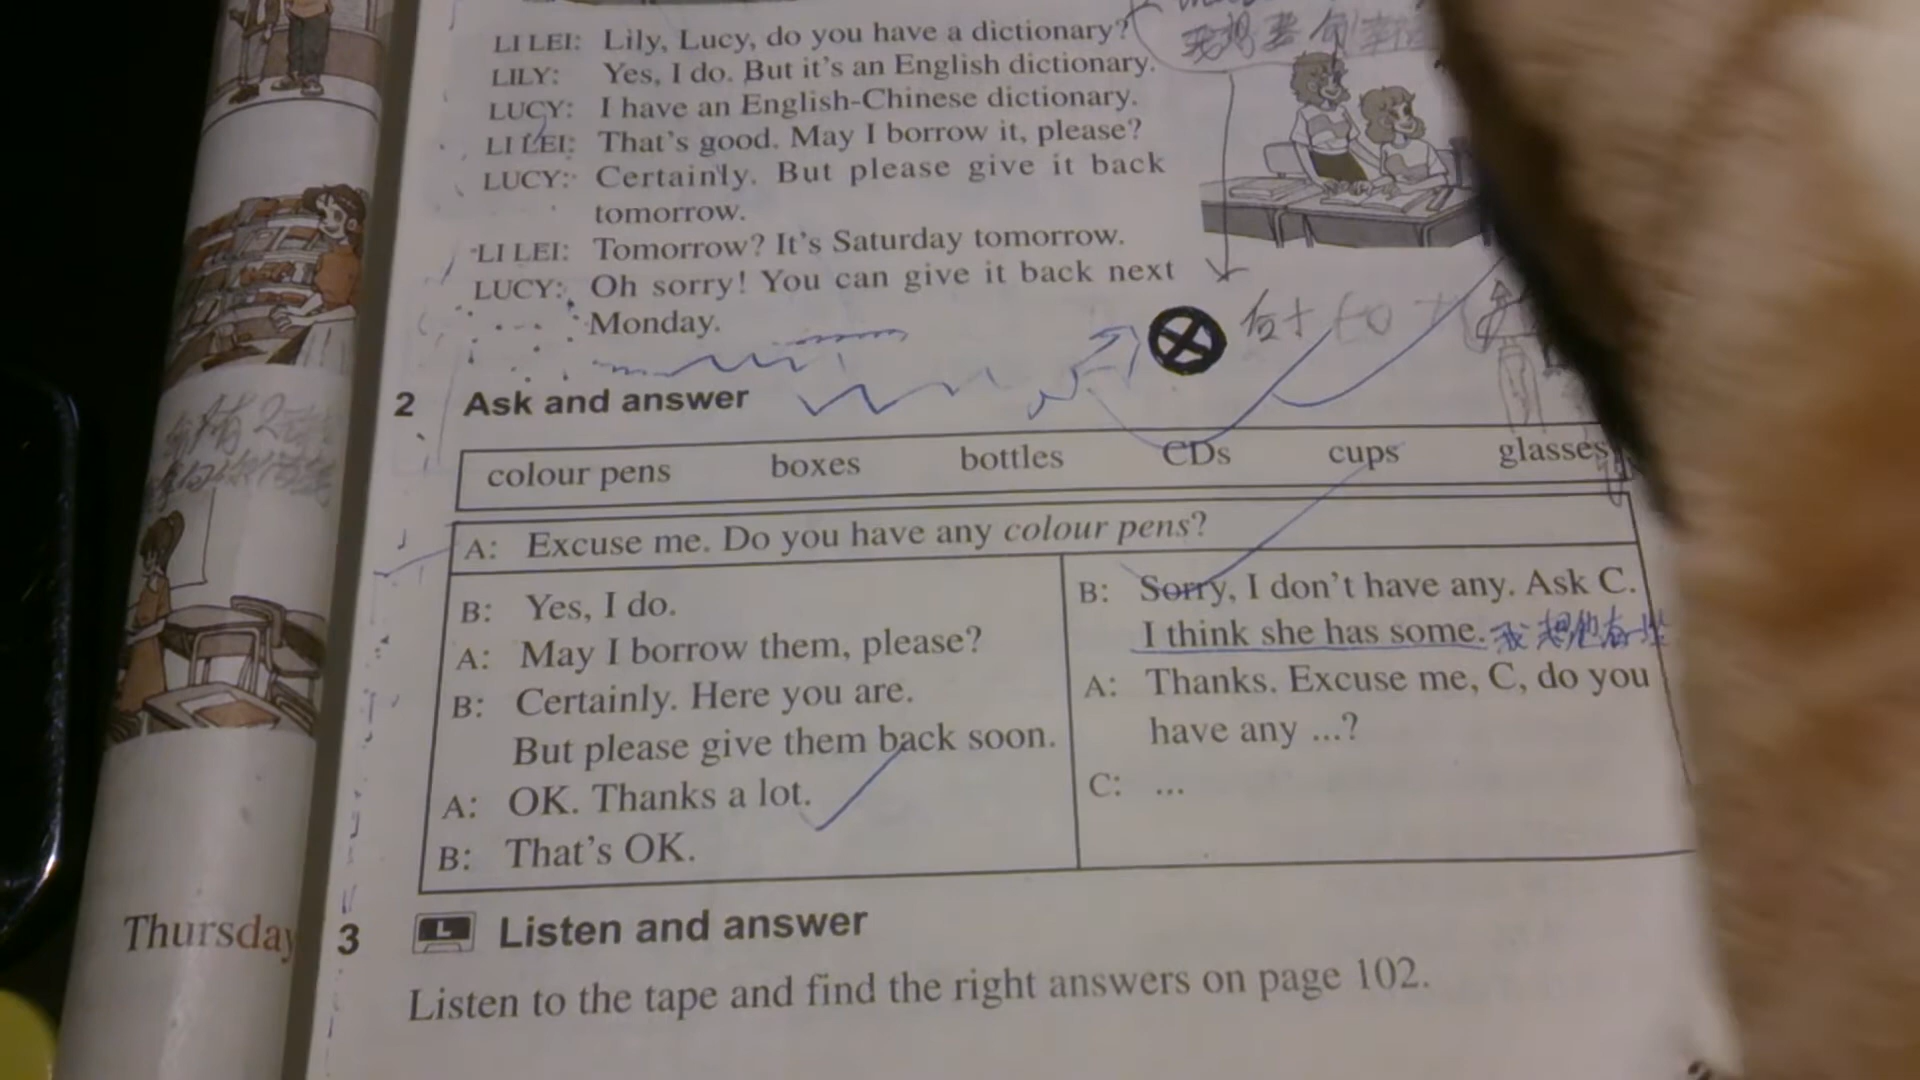 LI LEI: Lily, Lucy, do you have a dictionary?
LILY: Yes, I do. But it's an English dictionary.
LUCY: I have an English-Chinese dictionary.
LI LEI: That's good. May I borrow it, please?
LUCY: Certainly. But please give it back
tomorrow.
LI LEI: Tomorrow? It's Saturday tomorrow.
LUCY: Oh sorry! You can give it back next
Monday.
2 Ask and answer
colour pens boxes bottles CDs cups glasses
A: Excuse me. Do you have any colour pens?
B: Yes, I do.
A: May I borrow them, please?
B: Certainly. Here you are.
But please give them back soon.
A: OK. Thanks a lot.
B: That's OK.
B: Sorry, I don't have any. Ask C.
I think she has some. 我想他有一些
A: Thanks. Excuse me, C, do you
have any ...?
C: ...
Thursday
3 L Listen and answer
Listen to the tape and find the right answers on page 102.